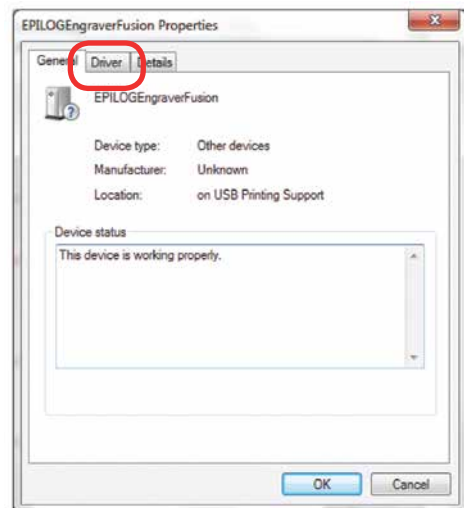 EPILOGEngraverFusion Properties
General Driver Details
EPILOGEngraverFusion
Device type: Other devices
Manufacturer: Unknown
Location: on USB Printing Support
Device status
This device is working properly.
OK Cancel